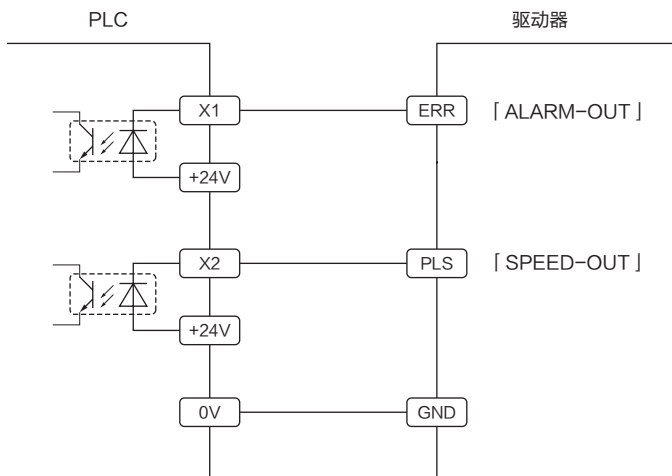 PLC 驱动器
X1 ERR 「ALARM-OUT」
+24V
X2 PLS 「SPEED-OUT」
+24V
0V GND